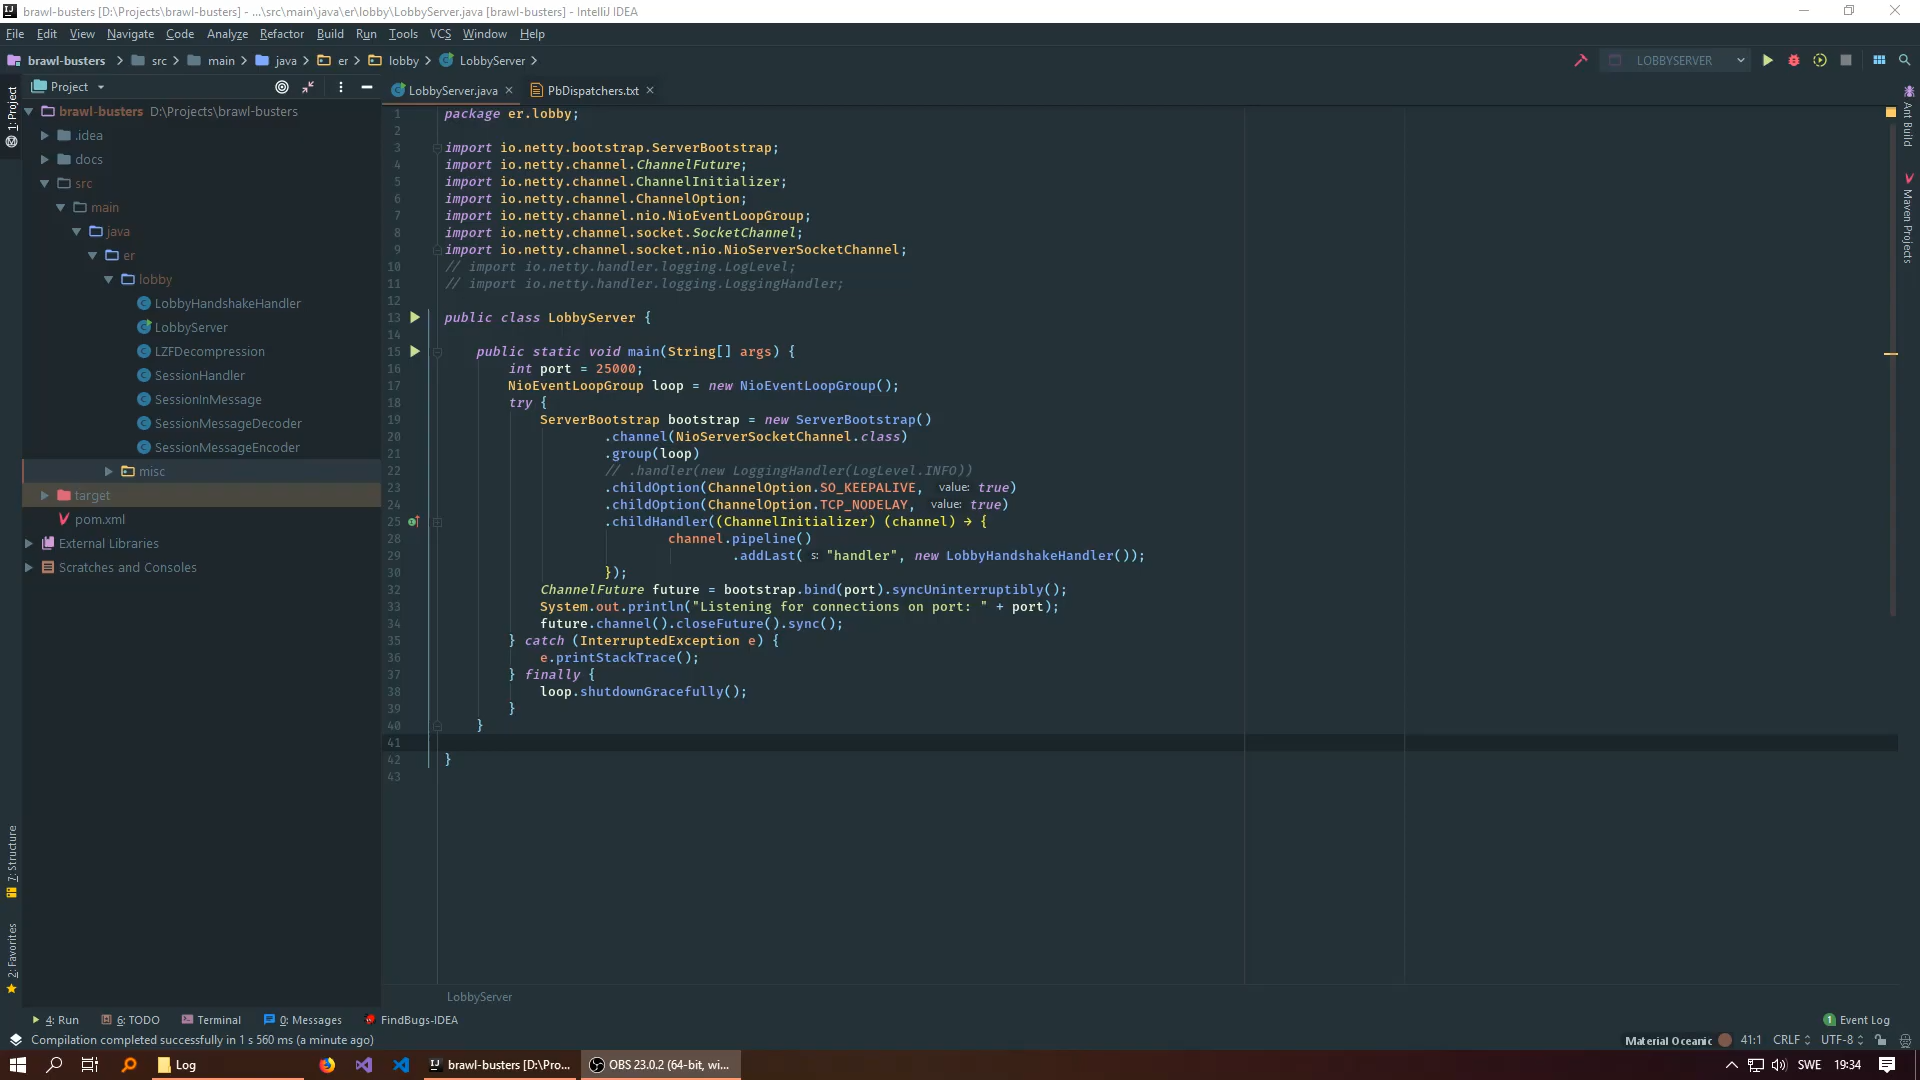 brawl-busters [D:\Projects\brawl-busters] - ...\src\main\java\er\lobby\LobbyServer.java [brawl-busters] - IntelliJ IDEA
File Edit View Navigate Code Analyze Refactor Build Run Tools VCS Window Help
brawl-busters src main java er lobby LobbyServer LOBBYSERVER
Project
LobbyServer.java PbDispatchers.txt
1: Project
Ant Build
Maven Projects
7: Structure
2: Favorites
brawl-busters D:\Projects\brawl-busters
.idea
docs
src
main
java
er
lobby
LobbyHandshakeHandler
LobbyServer
LZFDecompression
SessionHandler
SessionInMessage
SessionMessageDecoder
SessionMessageEncoder
misc
target
pom.xml
External Libraries
Scratches and Consoles
1 package er.lobby;
2
3 import io.netty.bootstrap.ServerBootstrap;
4 import io.netty.channel.ChannelFuture;
5 import io.netty.channel.ChannelInitializer;
6 import io.netty.channel.ChannelOption;
7 import io.netty.channel.nio.NioEventLoopGroup;
8 import io.netty.channel.socket.SocketChannel;
9 import io.netty.channel.socket.nio.NioServerSocketChannel;
10 // import io.netty.handler.logging.LogLevel;
11 // import io.netty.handler.logging.LoggingHandler;
12
13 public class LobbyServer {
14
15 public static void main(String[] args) {
16 int port = 25000;
17 NioEventLoopGroup loop = new NioEventLoopGroup();
18 try {
19 ServerBootstrap bootstrap = new ServerBootstrap()
20 .channel(NioServerSocketChannel.class)
21 .group(loop)
22 // .handler(new LoggingHandler(LogLevel.INFO))
23 .childOption(ChannelOption.SO_KEEPALIVE, value: true)
24 .childOption(ChannelOption.TCP_NODELAY, value: true)
25 .childHandler((ChannelInitializer) (channel) → {
28 channel.pipeline()
29 .addLast( s: "handler", new LobbyHandshakeHandler());
30 });
32 ChannelFuture future = bootstrap.bind(port).syncUninterruptibly();
33 System.out.println("Listening for connections on port: " + port);
34 future.channel().closeFuture().sync();
35 } catch (InterruptedException e) {
36 e.printStackTrace();
37 } finally {
38 loop.shutdownGracefully();
39 }
40 }
41
42 }
43
LobbyServer
4: Run 6: TODO Terminal 0: Messages FindBugs-IDEA 1 Event Log
Compilation completed successfully in 1 s 560 ms (a minute ago) Material Oceanic 41:1 CRLF UTF-8
Log brawl-busters [D:\Pro... OBS 23.0.2 (64-bit, wi... SWE 19:34